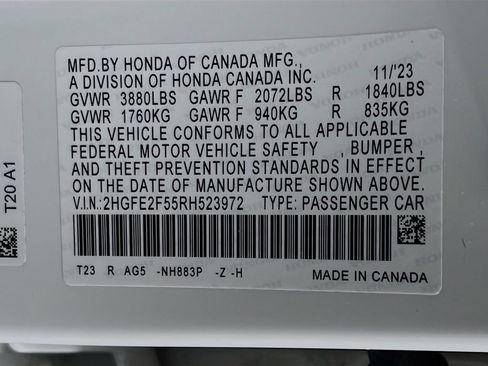 MFD.BY HONDA OF CANADA MFG.,
A DIVISION OF HONDA CANADA INC. 11/'23
GVWR 3880LBS GAWR F 2072LBS R 1840LBS
GVWR 1760KG GAWR F 940KG R 835KG
THIS VEHICLE CONFORMS TO ALL APPLICABLE
FEDERAL MOTOR VEHICLE SAFETY , BUMPER ,
AND THEFT PREVENTION STANDARDS IN EFFECT
ON THE DATE OF MANUFACTURE SHOWN ABOVE.
V.I.N.:2HGFE2F55RH523972 TYPE: PASSENGER CAR
T23 R AG5 -NH883P -Z -H
MADE IN CANADA
T20 A1